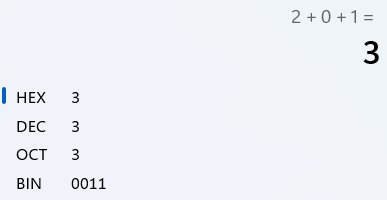 2 + 0 + 1 =
3
HEX 3
DEC 3
OCT 3
BIN 0011